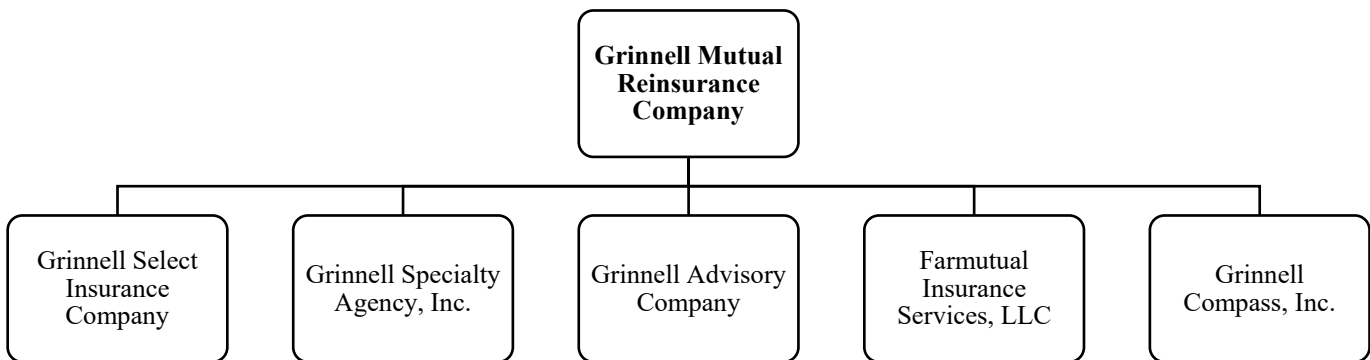 Grinnell Mutual
Reinsurance
Company
Grinnell Select
Insurance
Company
Grinnell Specialty
Agency, Inc.
Grinnell Advisory
Company
Farmutual
Insurance
Services, LLC
Grinnell
Compass, Inc.